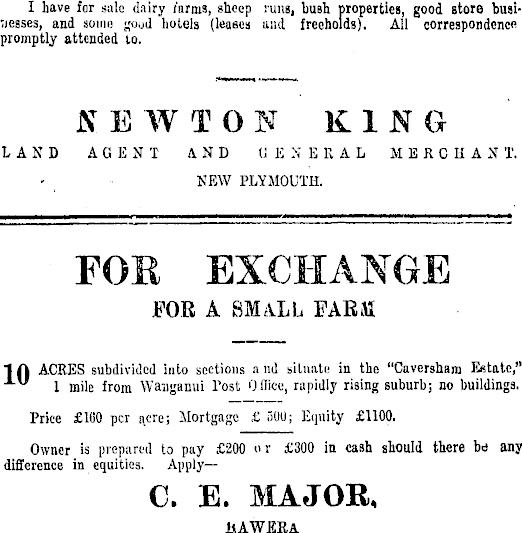 I have for sale dairy farms, sheep runs, bush properties, good store busi-
nesses, and some good hotels (leases and freeholds). All correspondence
promptly attended to.
NEWTON KING
LAND AGENT AND GENERAL MERCHANT.
NEW PLYMOUTH.
FOR EXCHANGE
FOR A SMALL FARM
10 ACRES subdivided into sections and situate in the "Caversham Estate,"
1 mile from Wanganui Post Office, rapidly rising suburb; no buildings.
Price £160 per acre; Mortgage £500; Equity £1100.
Owner is prepared to pay £200 or £300 in cash should there be any
difference in equities. Apply—
C. E. MAJOR,
HAWERA